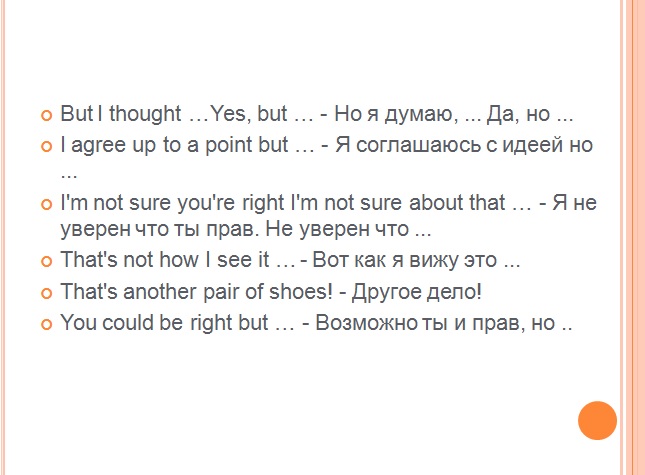 But I thought …Yes, but … - Но я думаю, ... Да, но ...
I agree up to a point but … - Я соглашаюсь с идеей но
...
I'm not sure you're right I'm not sure about that … - Я не
уверен что ты прав. Не уверен что ...
That's not how I see it … - Вот как я вижу это ...
That's another pair of shoes! - Другое дело!
You could be right but … - Возможно ты и прав, но ..